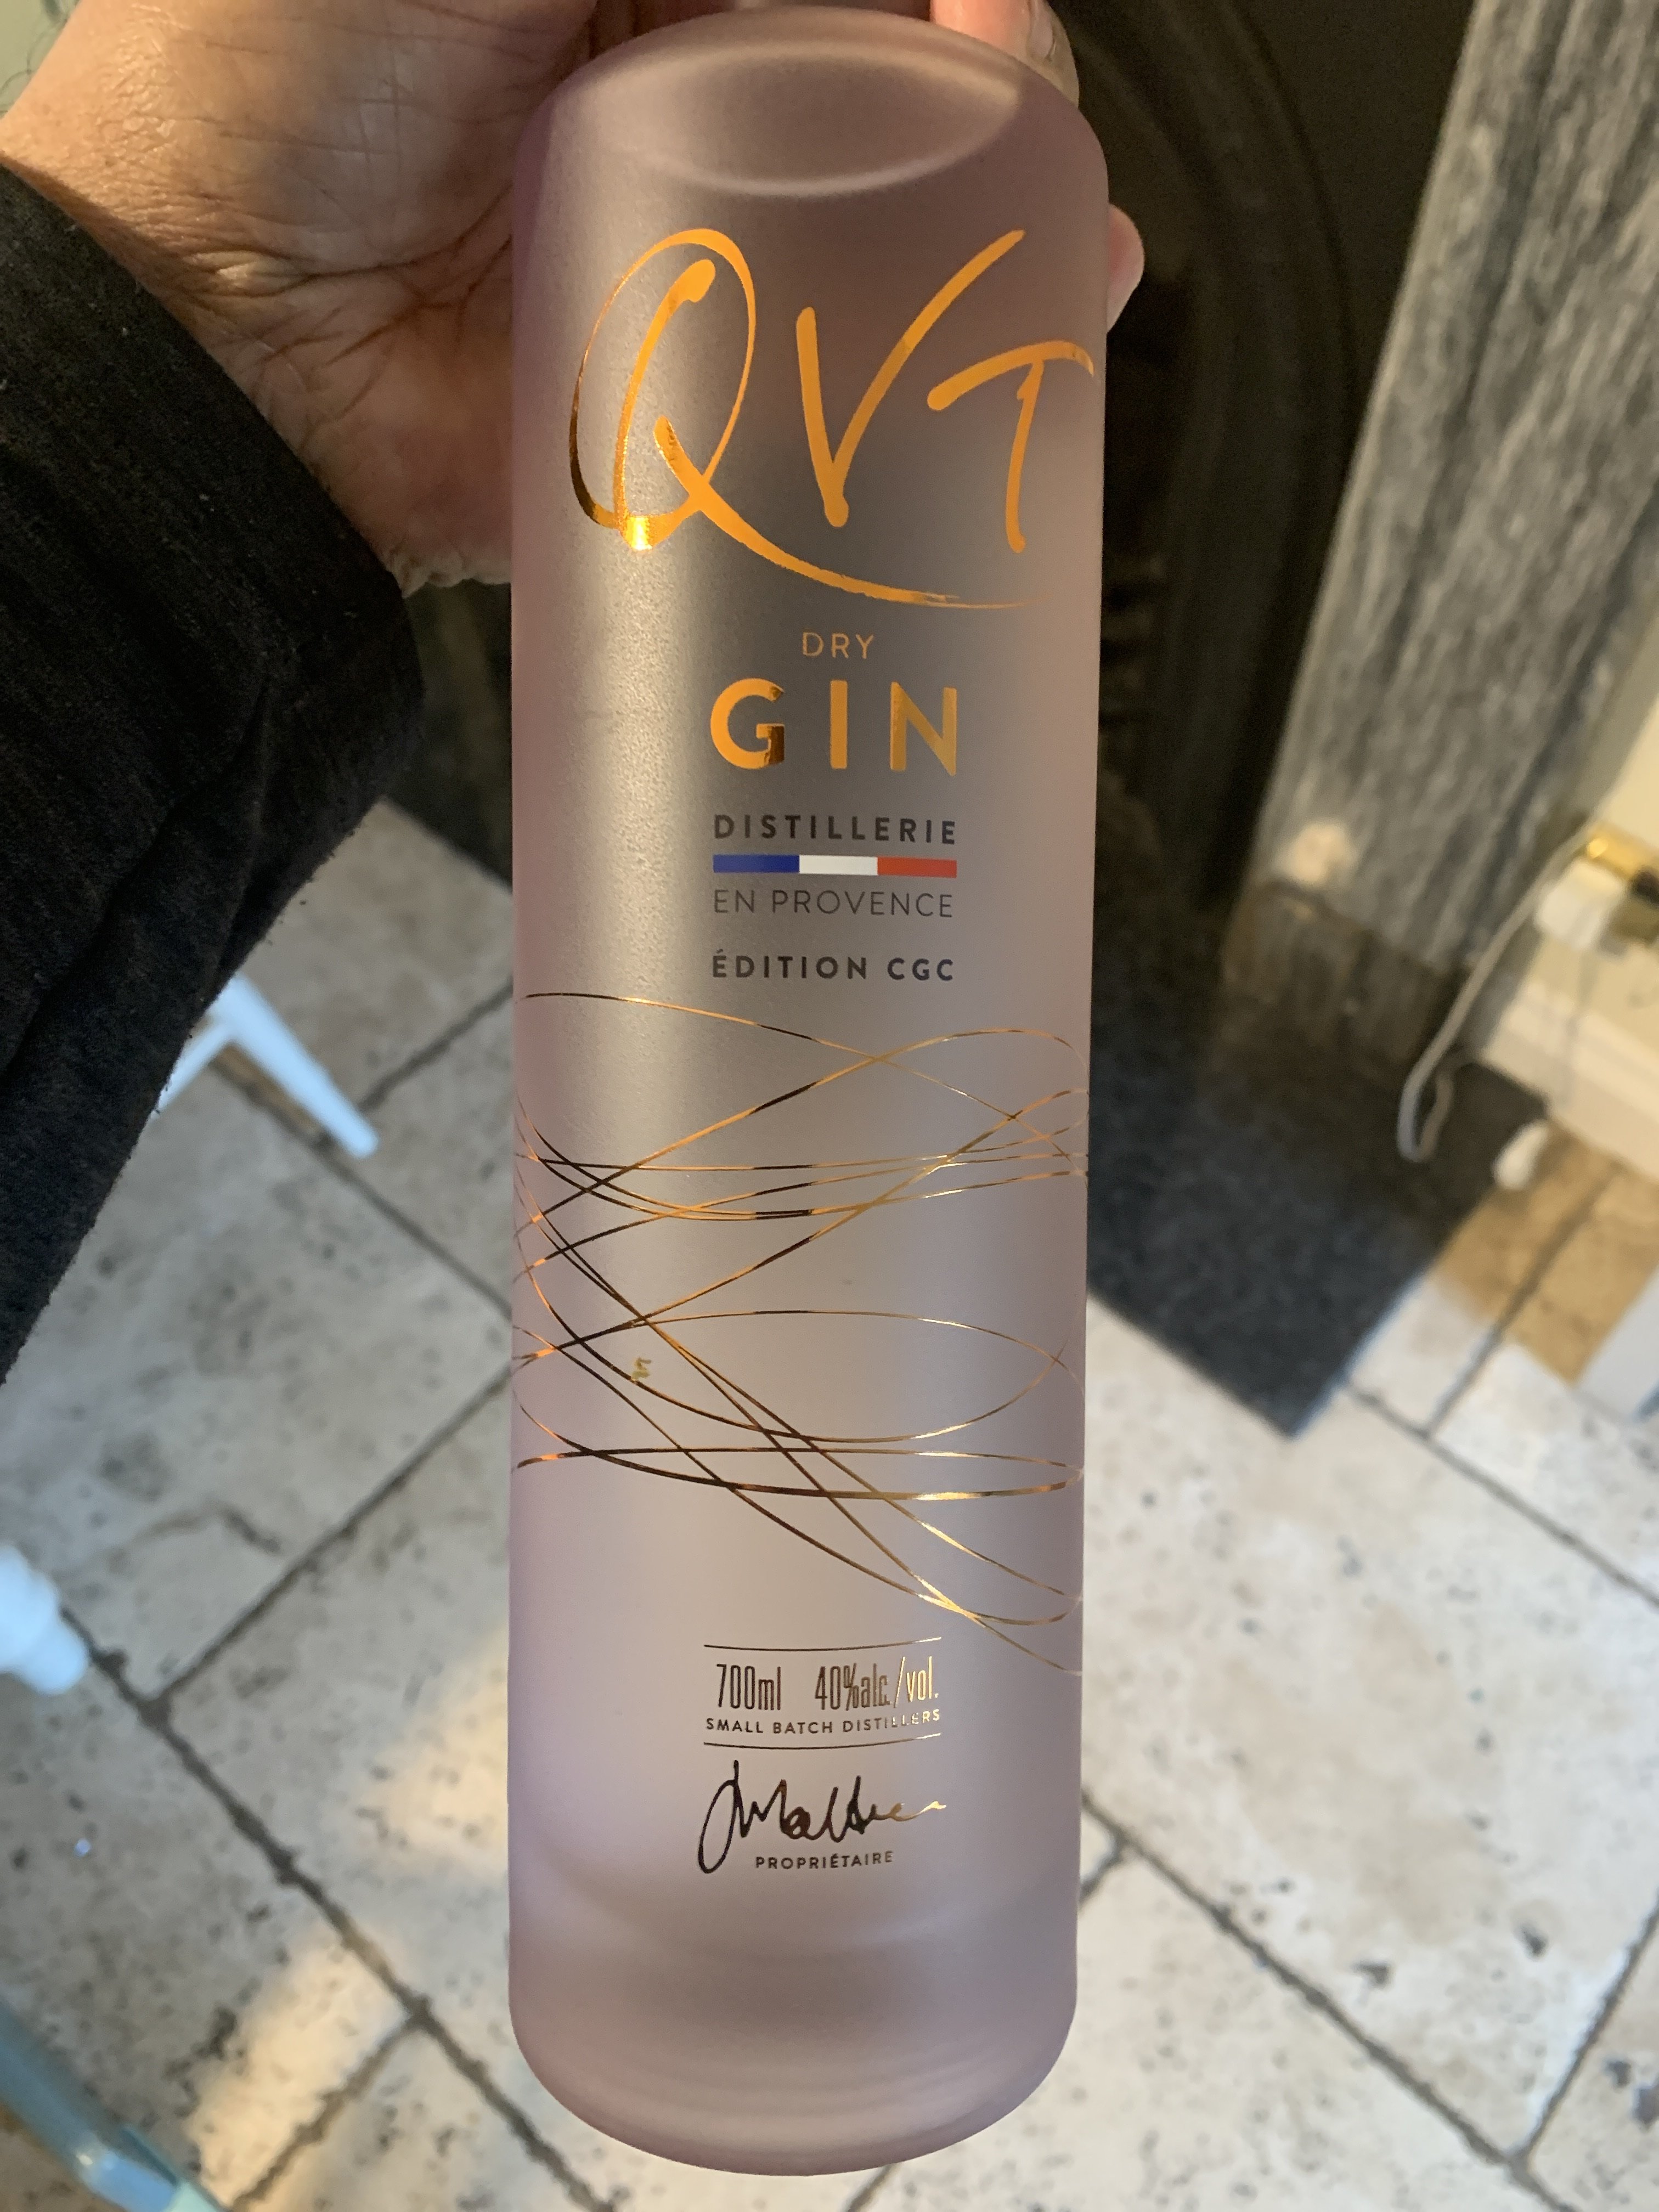 QVT
DRY
GIN
DISTILLERIE
EN PROVENCE
ÉDITION CGC
700ml 40%alc./vol.
SMALL BATCH DISTILLERS
PROPRIÉTAIRE